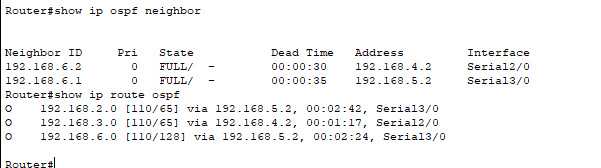 Router#show ip ospf neighbor
Neighbor ID     Pri   State           Dead Time   Address         Interface
192.168.6.2       0   FULL/  -        00:00:30    192.168.4.2     Serial2/0
192.168.6.1       0   FULL/  -        00:00:35    192.168.5.2     Serial3/0
Router#show ip route ospf
O    192.168.2.0 [110/65] via 192.168.5.2, 00:02:42, Serial3/0
O    192.168.3.0 [110/65] via 192.168.4.2, 00:01:17, Serial2/0
O    192.168.6.0 [110/128] via 192.168.5.2, 00:02:24, Serial3/0
Router#